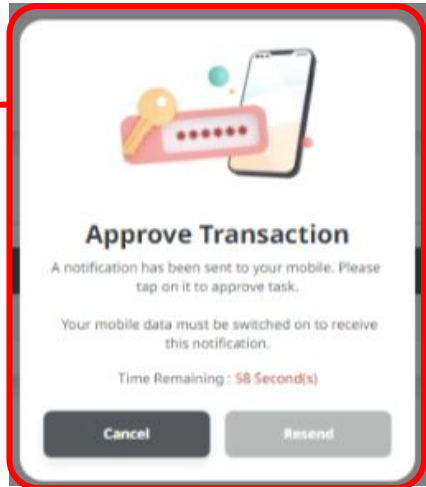 Approve Transaction
A notification has been sent to your mobile. Please
tap on it to approve task.
Your mobile data must be switched on to receive
this notification.
Time Remaining : 58 Second(s)
Cancel
Resend